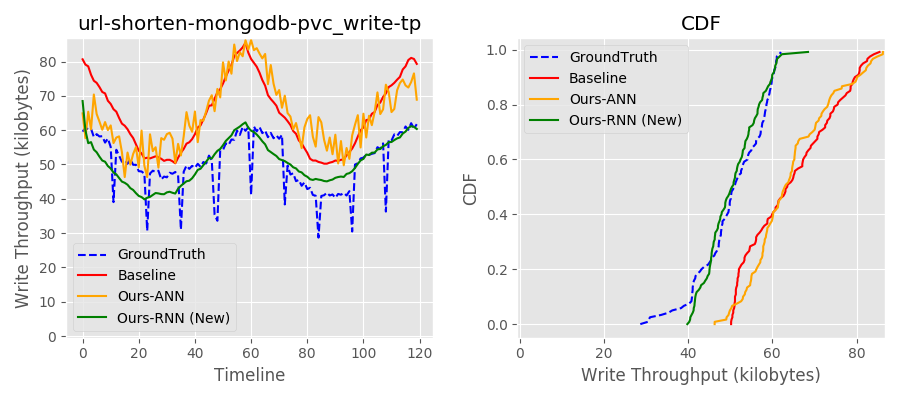 url-shorten-mongodb-pvc_write-tp
Write Throughput (kilobytes)
80
70
60
50
40
30
20
10
0
GroundTruth
Baseline
Ours-ANN
Ours-RNN (New)
0 20 40 60 80 100 120
Timeline
CDF
CDF
1.0
0.8
0.6
0.4
0.2
0.0
GroundTruth
Baseline
Ours-ANN
Ours-RNN (New)
0 20 40 60 80
Write Throughput (kilobytes)